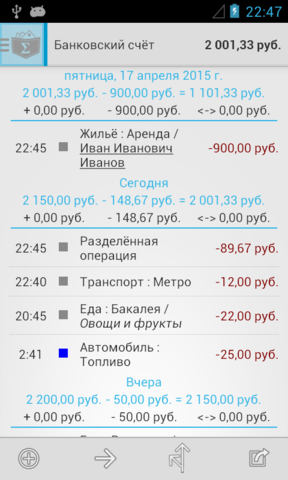 22:47
Банковский счёт 2 001,33 руб.
пятница, 17 апреля 2015 г.
2 001,33 руб. - 900,00 руб. = 1 101,33 руб.
+ 0,00 руб. - 900,00 руб. <-> 0,00 руб.
22:45 Жильё : Аренда / -900,00 руб.
Иван Иванович
Иванов
Сегодня
2 150,00 руб. - 148,67 руб. = 2 001,33 руб.
+ 0,00 руб. - 148,67 руб. <-> 0,00 руб.
22:45 Разделённая -89,67 руб.
операция
22:40 Транспорт : Метро -12,00 руб.
20:45 Еда : Бакалея / -22,00 руб.
Овощи и фрукты
2:41 Автомобиль : -25,00 руб.
Топливо
Вчера
2 200,00 руб. - 50,00 руб. = 2 150,00 руб.
+ 0,00 руб. - 50,00 руб. <-> 0,00 руб.